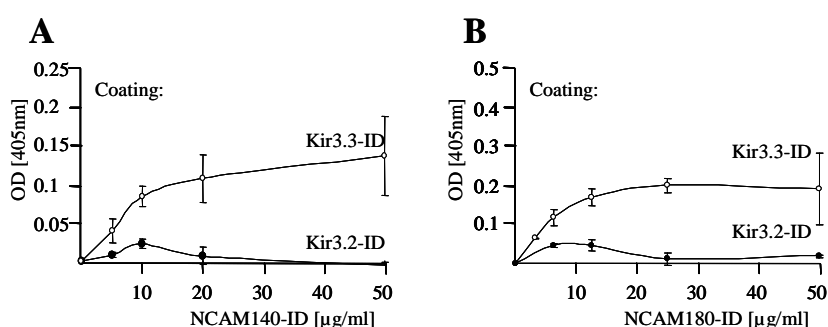 A
0.25
0.2
0.15
0.1
0.05
OD [405nm]
Coating:
Kir3.3-ID
Kir3.2-ID
10
20
30
40
50
NCAM140-ID [µg/ml]
B
0.5
0.4
0.3
0.2
0.1
OD [405nm]
Coating:
Kir3.3-ID
Kir3.2-ID
10
20
30
40
50
NCAM180-ID [µg/ml]